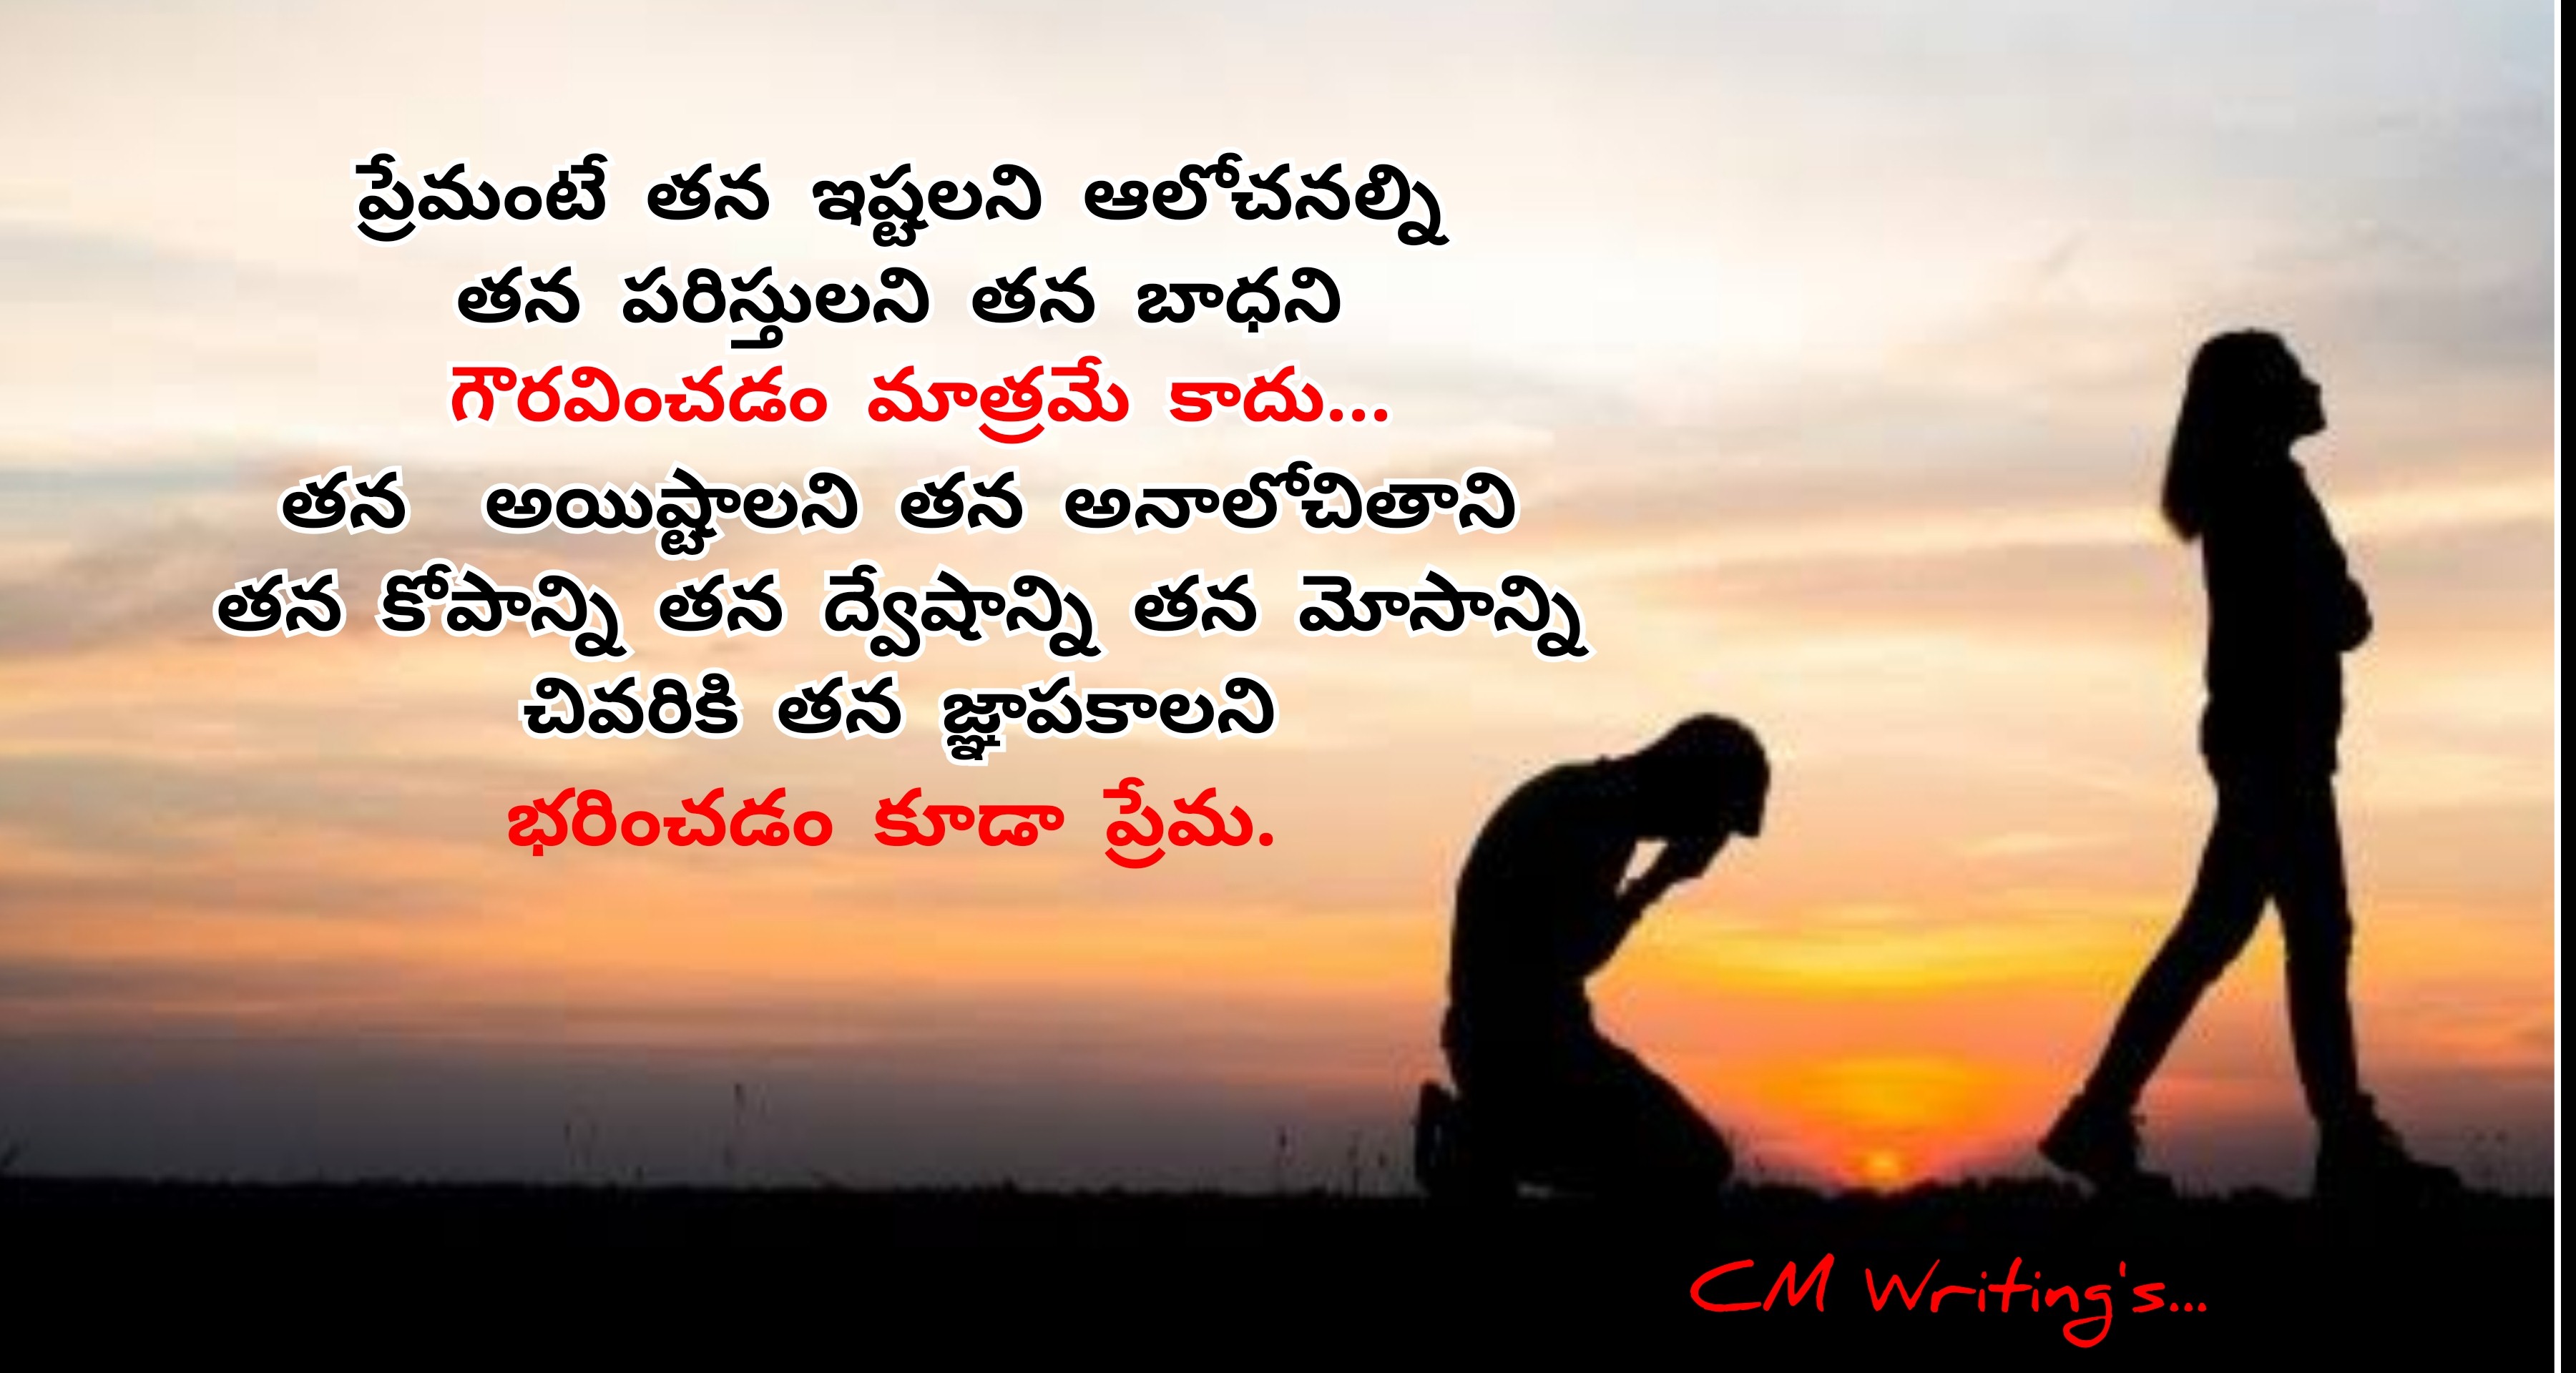 ప్రేమంటే తన ఇష్టలని ఆలోచనల్ని
తన పరిస్తులని తన బాధని
గౌరవించడం మాత్రమే కాదు...
తన అయిష్టాలని తన అనాలోచితాని
తన కోపాన్ని తన ద్వేషాన్ని తన మోసాన్ని
చివరికి తన జ్ఞాపకాలని
భరించడం కూడా ప్రేమ.
CM Writing's...